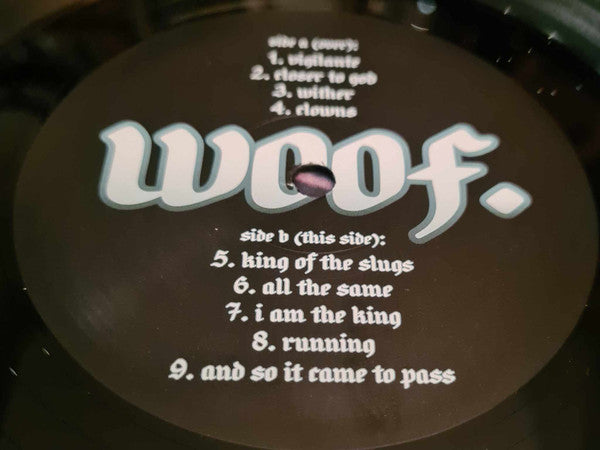 side a (over):
1. vigilante
2. closer to god
3. wither
4. clowns
woof.
side b (this side):
5. king of the slugs
6. all the same
7. i am the king
8. running
9. and so it came to pass